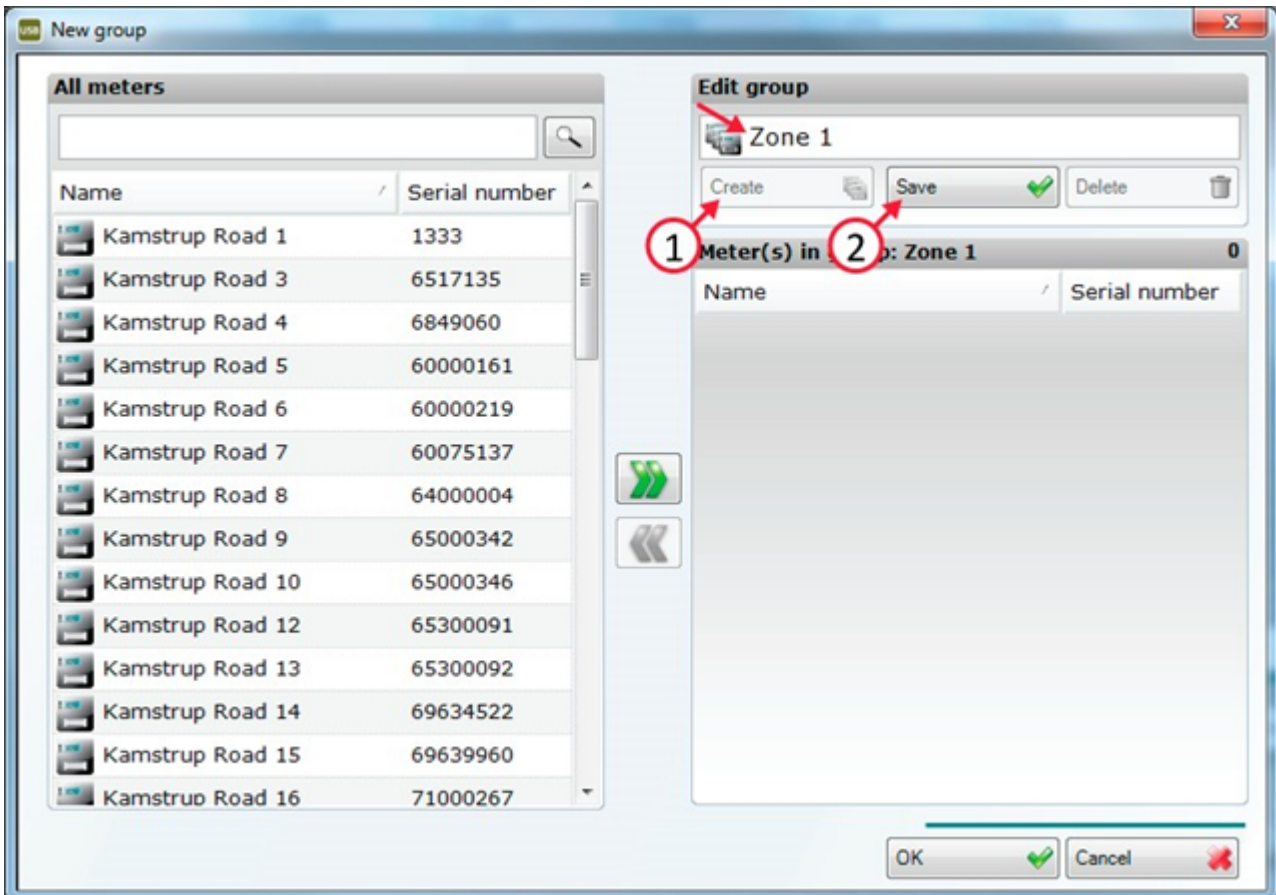 USB New group
All meters
Name Serial number
Kamstrup Road 1 1333
Kamstrup Road 3 6517135
Kamstrup Road 4 6849060
Kamstrup Road 5 60000161
Kamstrup Road 6 60000219
Kamstrup Road 7 60075137
Kamstrup Road 8 64000004
Kamstrup Road 9 65000342
Kamstrup Road 10 65000346
Kamstrup Road 12 65300091
Kamstrup Road 13 65300092
Kamstrup Road 14 69634522
Kamstrup Road 15 69639960
Kamstrup Road 16 71000267
Edit group
Zone 1
Create Save Delete
1 2
Meter(s) in p: Zone 1 0
Name Serial number
OK Cancel